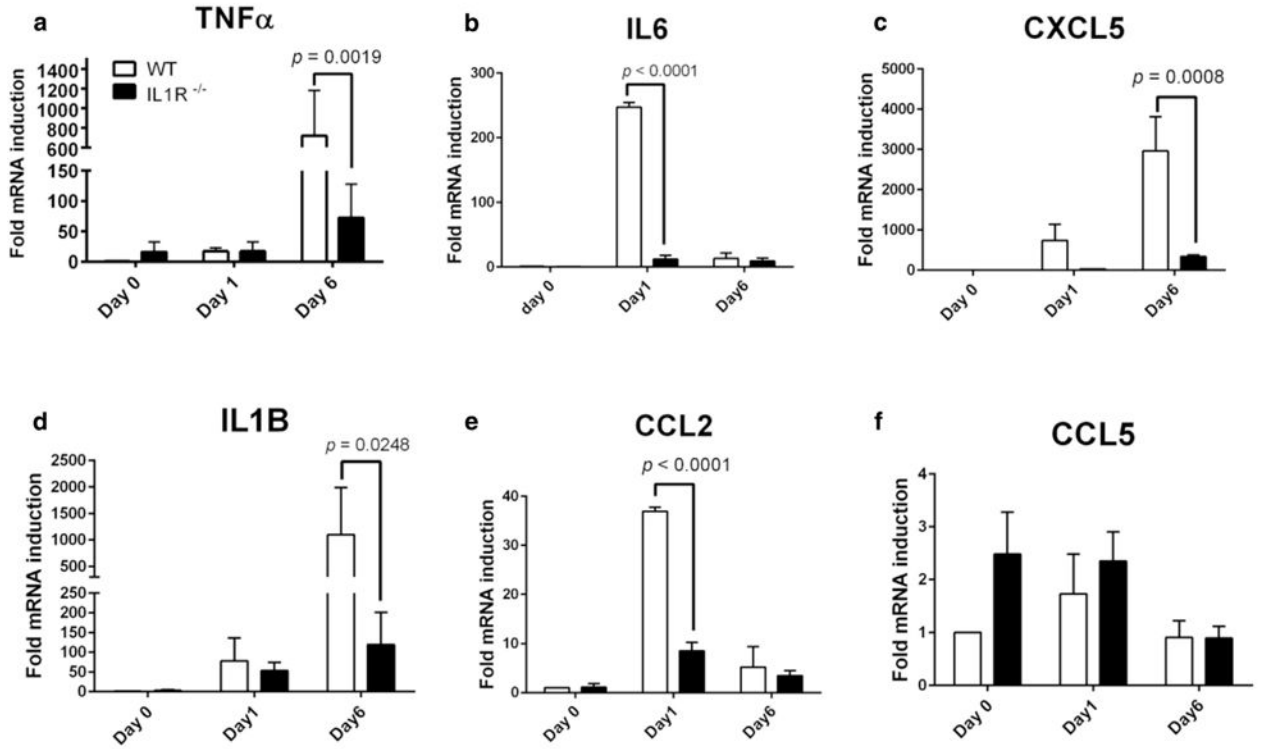 a
TNFα
Fold mRNA induction
1400
1200
1000
800
600
150
100
50
0
WT
IL1R -/-
p = 0.0019
Day 0
Day 1
Day 6
b
IL6
Fold mRNA induction
300
200
100
0
p < 0.0001
day 0
Day1
Day6
c
CXCL5
Fold mRNA induction
5000
4000
3000
2000
1000
0
p = 0.0008
Day 0
Day1
Day6
d
IL1B
Fold mRNA induction
2500
2000
1500
1000
500
250
200
150
100
50
0
p = 0.0248
Day 0
Day1
Day6
e
CCL2
Fold mRNA induction
40
30
20
10
0
p < 0.0001
Day 0
Day1
Day6
f
CCL5
Fold mRNA induction
4
3
2
1
0
Day 0
Day1
Day6